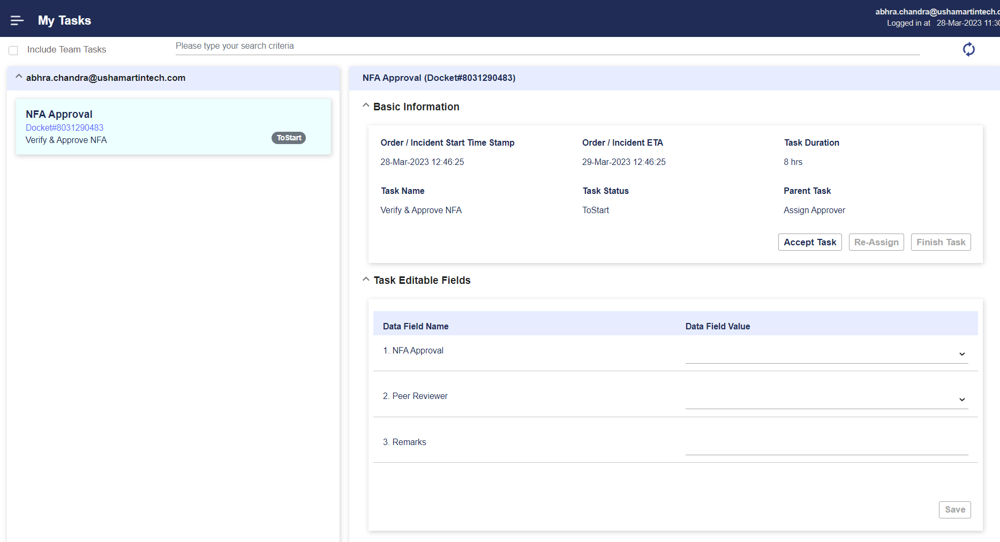 My Tasks
abhra.chandra@ushamartintech.c
Logged in at 28-Mar-2023 11:30
Include Team Tasks
Please type your search criteria
abhra.chandra@ushamartintech.com
NFA Approval
Docket#8031290483
Verify & Approve NFA
ToStart
NFA Approval (Docket#8031290483)
Basic Information
Order / Incident Start Time Stamp
Order / Incident ETA
Task Duration
28-Mar-2023 12:46:25
29-Mar-2023 12:46:25
8 hrs
Task Name
Task Status
Parent Task
Verify & Approve NFA
ToStart
Assign Approver
Accept Task
Re-Assign
Finish Task
Task Editable Fields
Data Field Name
Data Field Value
1. NFA Approval
2. Peer Reviewer
3. Remarks
Save